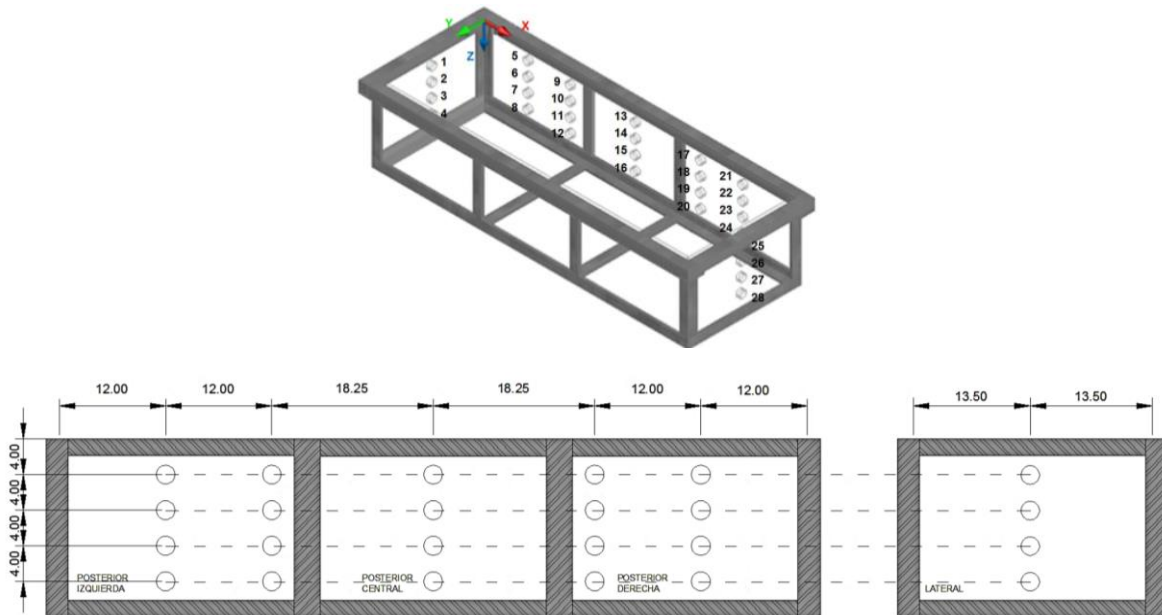 Y
X
Z
1
2
3
4
5
6
7
8
9
10
11
12
13
14
15
16
17
18
19
20
21
22
23
24
25
26
27
28
12.00 12.00 18.25 18.25 12.00 12.00 13.50 13.50
4.00
4.00
4.00
4.00
POSTERIOR
IZQUIERDA
POSTERIOR
CENTRAL
POSTERIOR
DERECHA
LATERAL